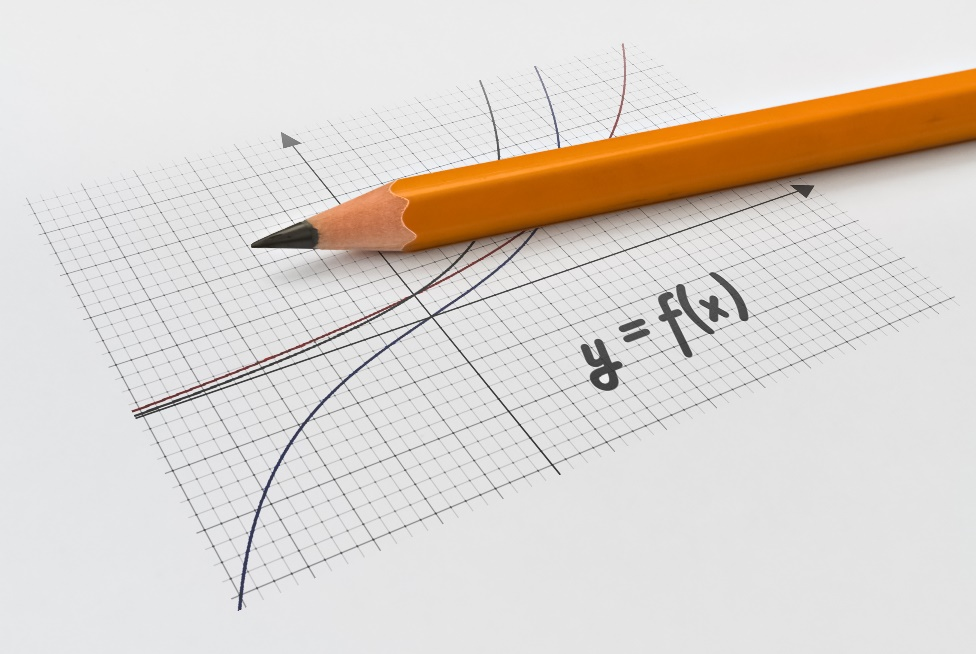 y = f(x)